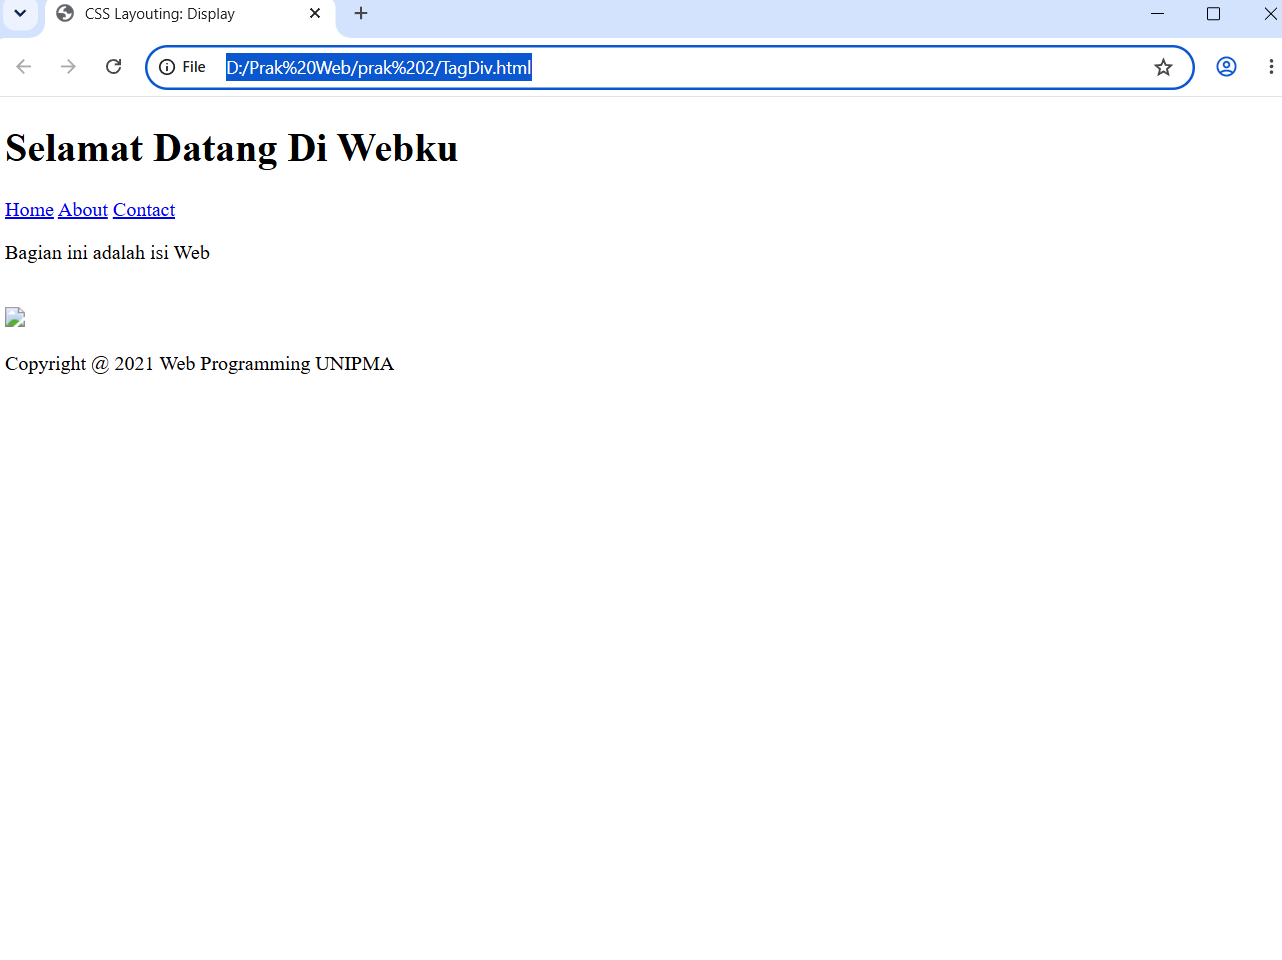 CSS Layouting: Display
File D:/Prak%20Web/prak%202/TagDiv.html
Selamat Datang Di Webku
Home About Contact
Bagian ini adalah isi Web
Copyright @ 2021 Web Programming UNIPMA